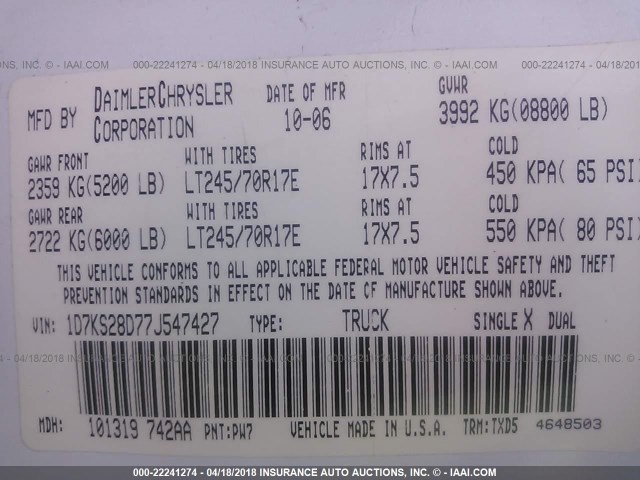 000-22241274 - 04/18/2018 INSURANCE AUTO AUCTIONS, INC. - © IAAI.COM
MFD BY DAIMLERCHRYSLER CORPORATION
DATE OF MFR 10-06
GVWR 3992 KG(08800 LB)
GAWR FRONT WITH TIRES RIMS AT COLD
2359 KG(5200 LB) LT245/70R17E 17X7.5 450 KPA( 65 PSI)
GAWR REAR WITH TIRES RIMS AT COLD
2722 KG(6000 LB) LT245/70R17E 17X7.5 550 KPA( 80 PSI)
THIS VEHICLE CONFORMS TO ALL APPLICABLE FEDERAL MOTOR VEHICLE SAFETY AND THEFT
PREVENTION STANDARDS IN EFFECT ON THE DATE OF MANUFACTURE SHOWN ABOVE.
VIN: 1D7KS28D77J547427 TYPE: TRUCK SINGLE X DUAL
MDH: 101319 742AA PNT:PW7 VEHICLE MADE IN U.S.A. TRM:TXD5 4648503
000-22241274 - 04/18/2018 INSURANCE AUTO AUCTIONS, INC. - © IAAI.COM